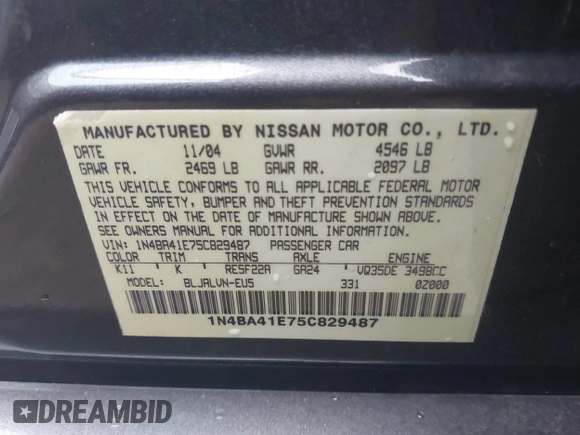 MANUFACTURED BY NISSAN MOTOR CO., LTD.
DATE 11/04 GVWR 4546 LB
GAWR FR. 2469 LB GAWR RR. 2097 LB
THIS VEHICLE CONFORMS TO ALL APPLICABLE FEDERAL MOTOR
VEHICLE SAFETY, BUMPER AND THEFT PREVENTION STANDARDS
IN EFFECT ON THE DATE OF MANUFACTURE SHOWN ABOVE.
SEE OWNERS MANUAL FOR ADDITIONAL INFORMATION.
VIN: 1N4BA41E75C829487 PASSENGER CAR
COLOR TRIM TRANS AXLE ENGINE
K11 K RE5F22A GA24 VQ35DE 3498CC
MODEL: BLJALVN-EU5 331 0Z000
1N4BA41E75C829487
DREAMBID